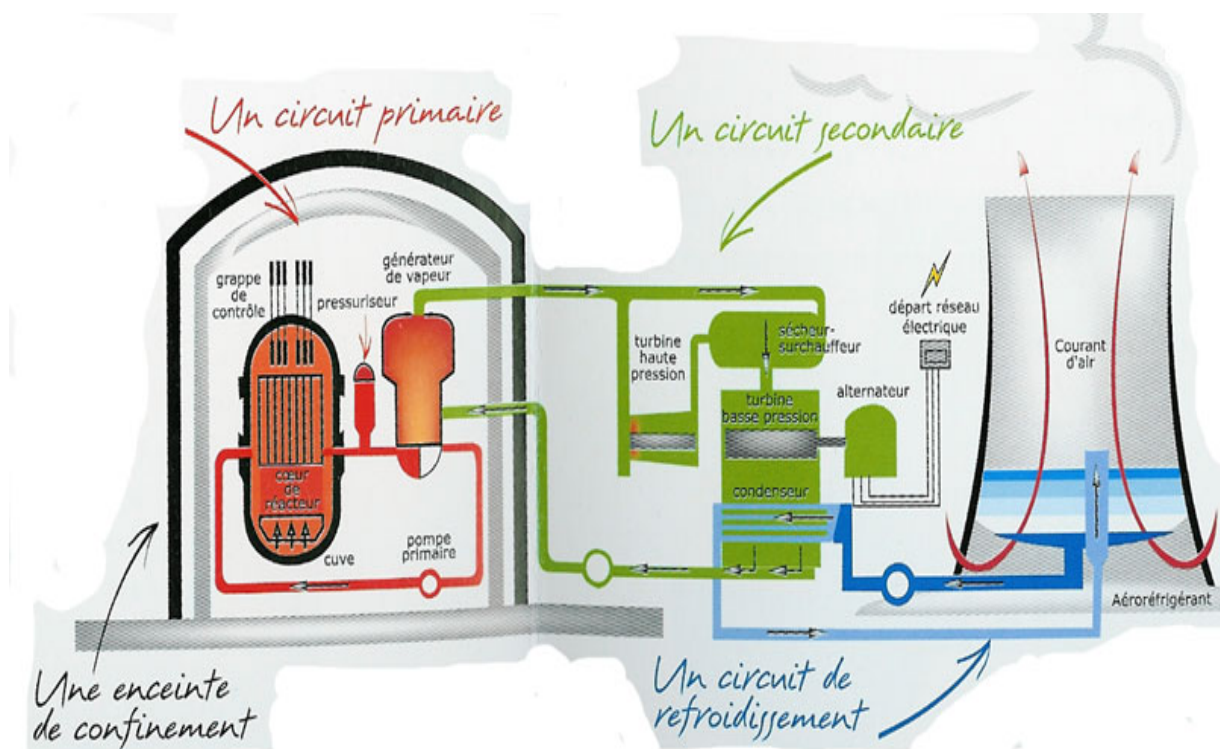 Un circuit primaire
Un circuit secondaire
grappe
de
contrôle
pressuriseur
générateur
de vapeur
cœur
de
réacteur
cuve
pompe
primaire
turbine
haute
pression
sécheur-
surchauffeur
turbine
basse pression
alternateur
départ réseau
électrique
condenseur
Courant
d'air
Aéroréfrigérant
Une enceinte
de confinement
Un circuit de
refroidissement